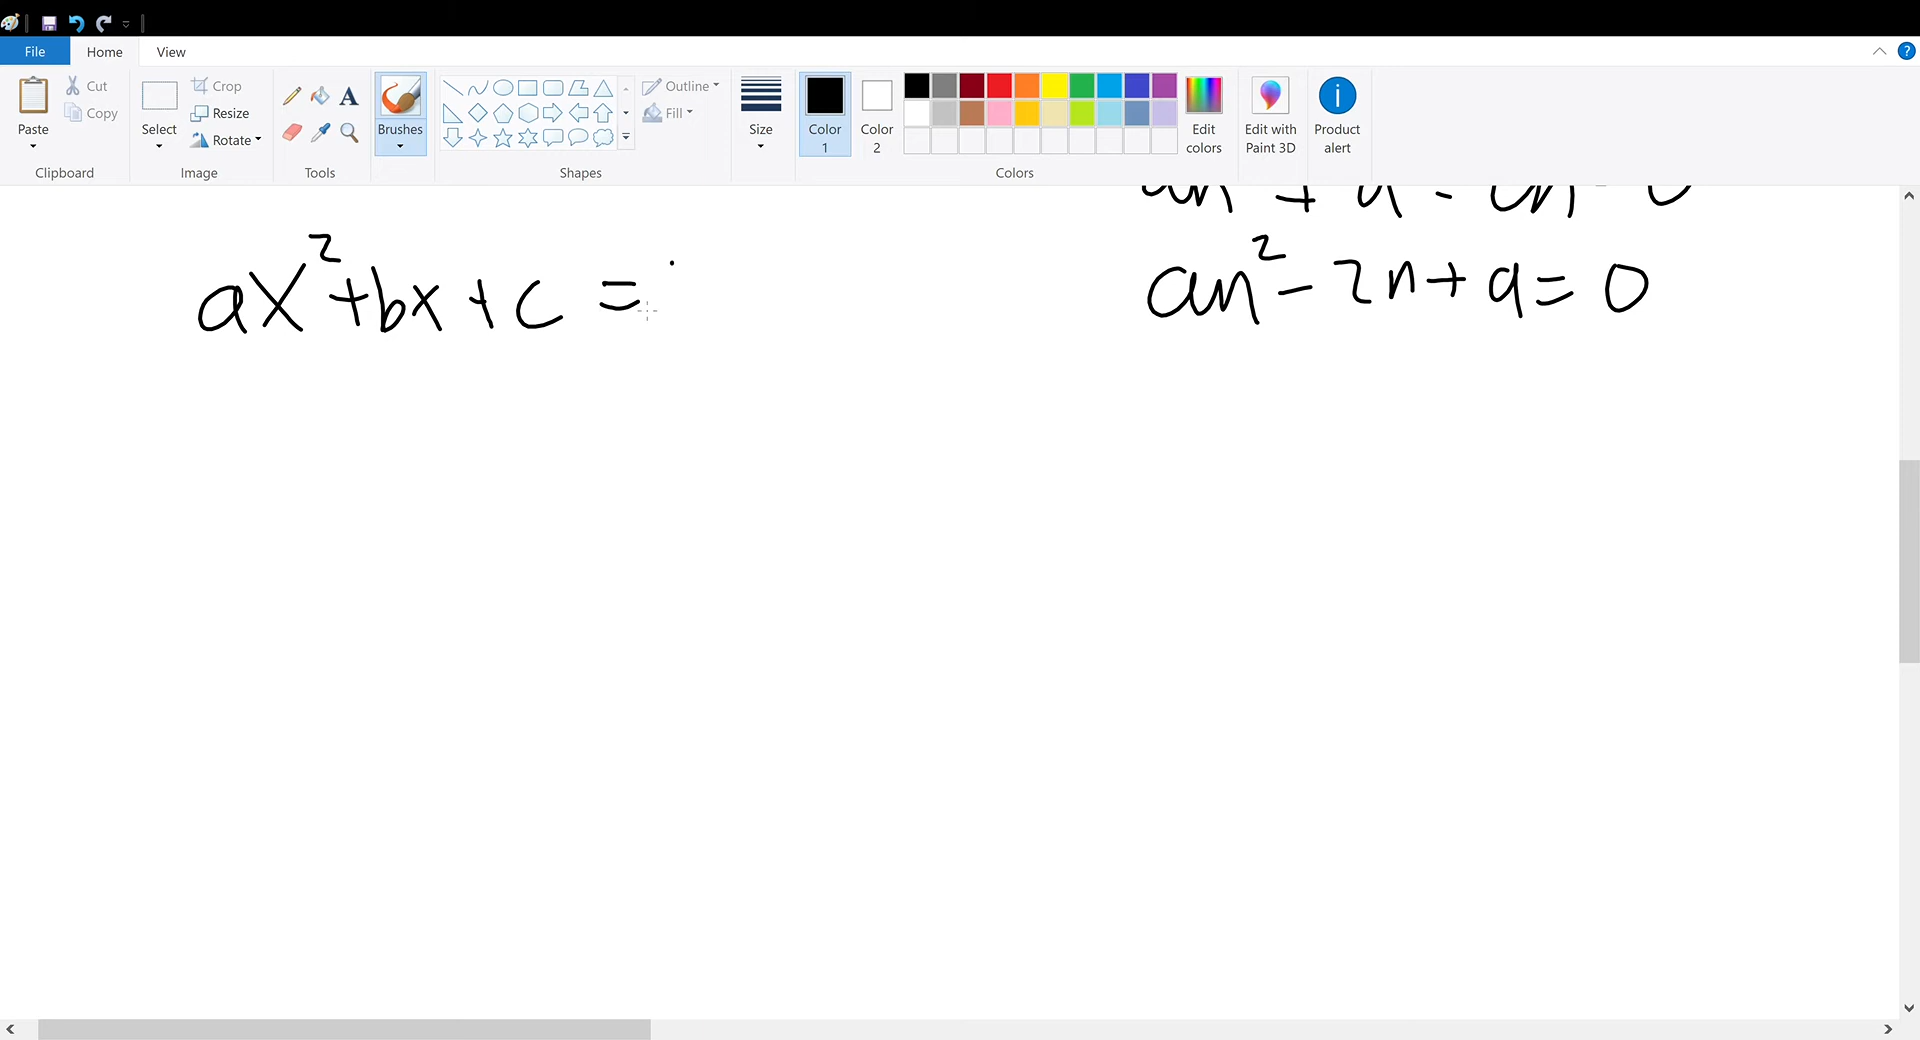 File Home View
Paste
Cut
Copy
Clipboard
Select
Crop
Resize
Rotate
Image
A
Tools
Brushes
Shapes
Outline
Fill
Size
Color 1
Color 2
Colors
Edit colors
Edit with Paint 3D
Product alert
ax² + bx + c =
an² − 2n + a = 0